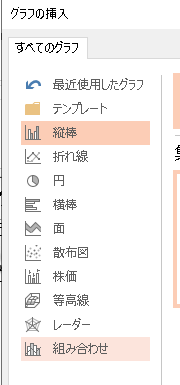 グラフの挿入
すべてのグラフ
最近使用したグラフ
テンプレート
縦棒
折れ線
円
横棒
面
散布図
株価
等高線
レーダー
組み合わせ